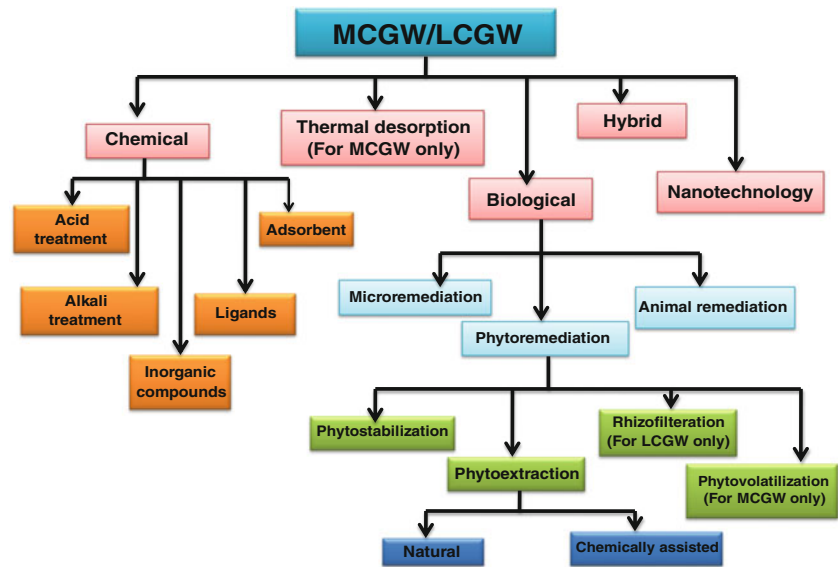 MCGW/LCGW
Chemical
Thermal desorption
(For MCGW only)
Hybrid
Biological
Nanotechnology
Acid
treatment
Adsorbent
Alkali
treatment
Ligands
Inorganic
compounds
Microremediation
Animal remediation
Phytoremediation
Phytostabilization
Rhizofilteration
(For LCGW only)
Phytoextraction
Phytovolatilization
(For MCGW only)
Natural
Chemically assisted